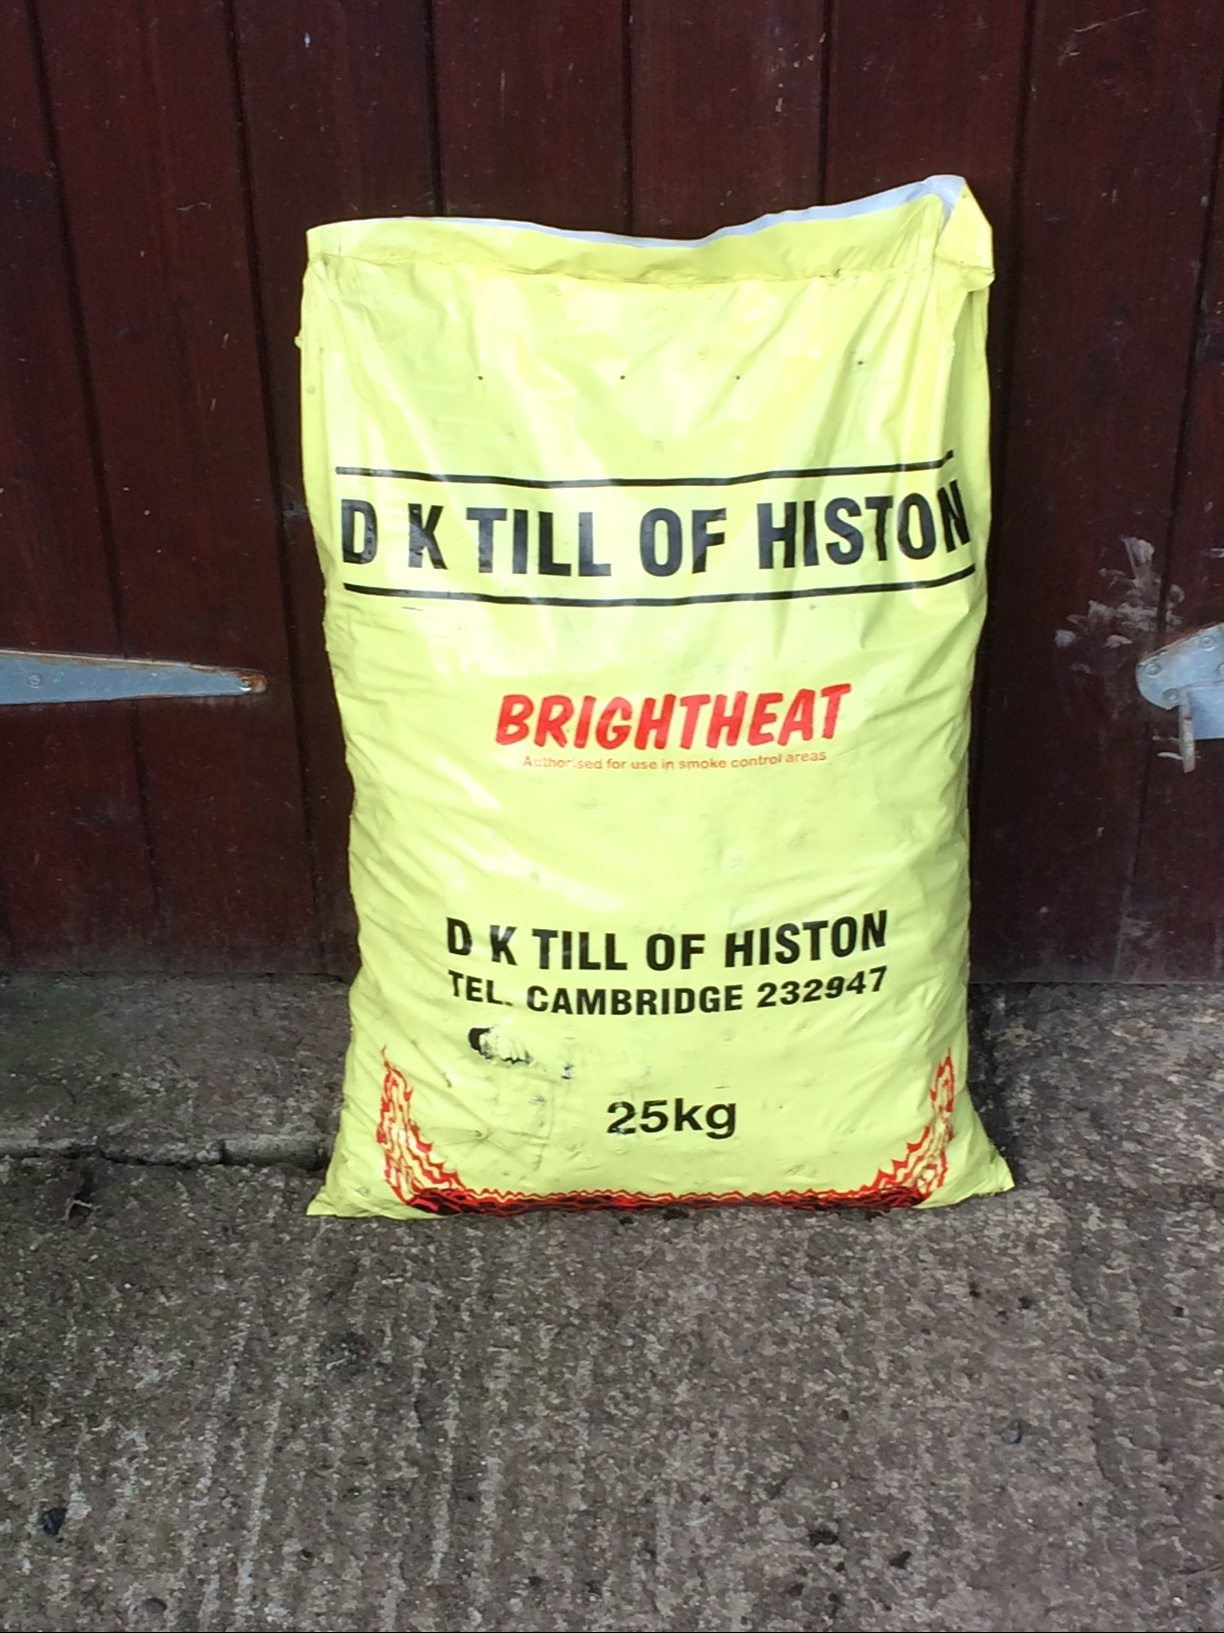 D K TILL OF HISTON
BRIGHTHEAT
Authorised for use in smoke control areas
D K TILL OF HISTON
TEL. CAMBRIDGE 232947
25kg